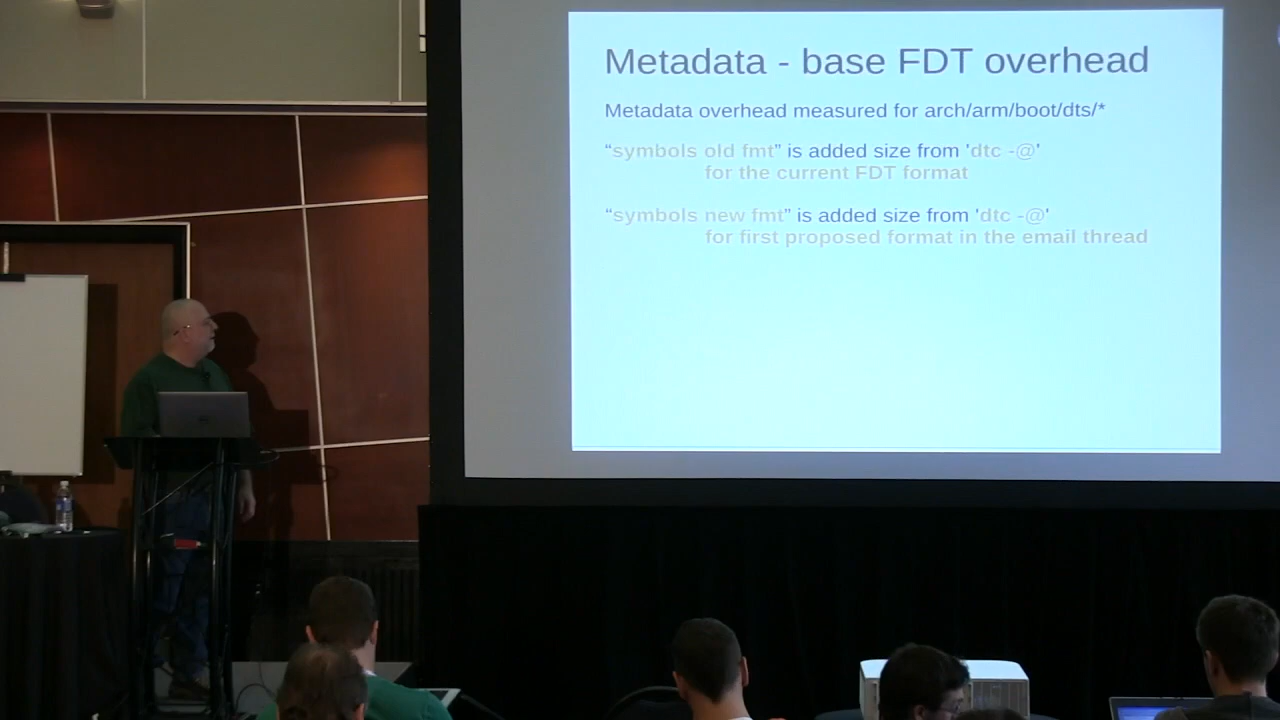 Metadata - base FDT overhead
Metadata overhead measured for arch/arm/boot/dts/*
“symbols old fmt” is added size from 'dtc -@'
for the current FDT format
“symbols new fmt” is added size from 'dtc -@'
for first proposed format in the email thread